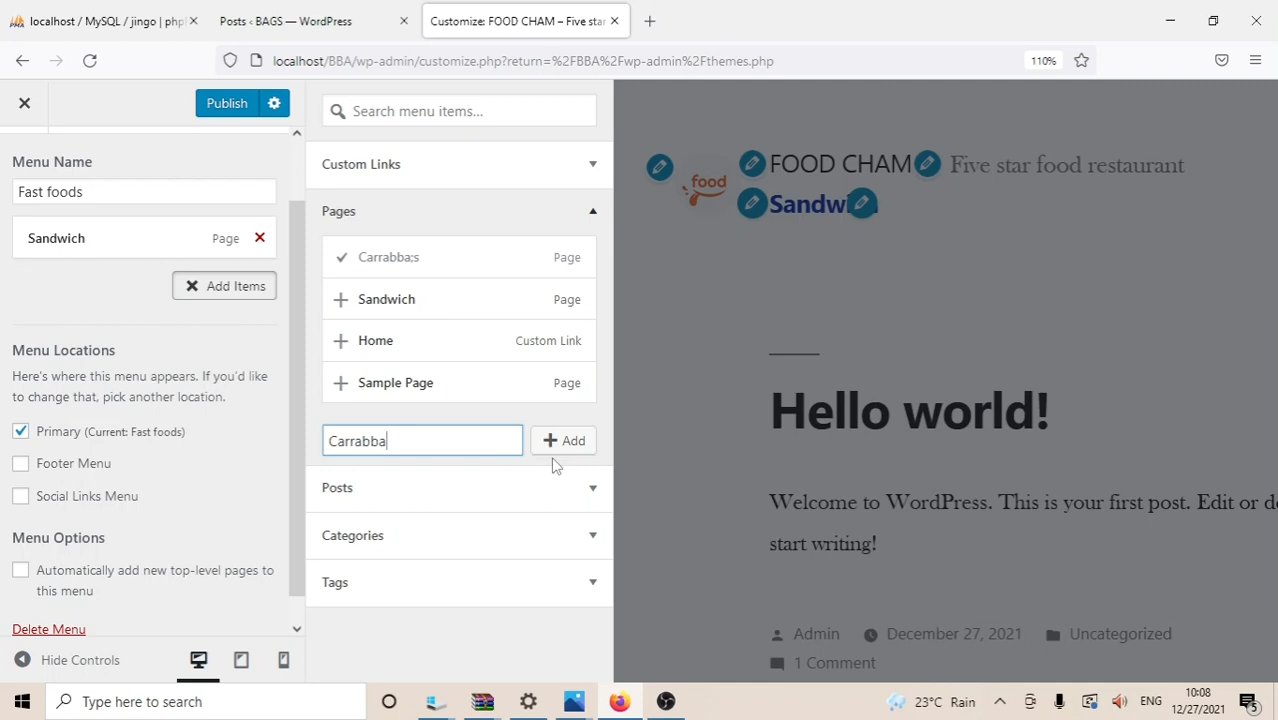 localhost / MySQL / jingo | php
Posts ‹ BAGS — WordPress
Customize: FOOD CHAM – Five star
localhost/BBA/wp-admin/customize.php?return=%2FBBA%2Fwp-admin%2Fthemes.php
110%
Publish
Search menu items...
Menu Name
Fast foods
Sandwich Page
Add Items
Menu Locations
Here's where this menu appears. If you'd like
to change that, pick another location.
Primary (Current: Fast foods)
Footer Menu
Social Links Menu
Menu Options
Automatically add new top-level pages to
this menu
Delete Menu
Hide Controls
Custom Links
Pages
Carrabba;s Page
Sandwich Page
Home Custom Link
Sample Page Page
Carrabba
Add
Posts
Categories
Tags
food
FOOD CHAM
Five star food restaurant
Hello world!
Welcome to WordPress. This is your first post. Edit or de
start writing!
Admin December 27, 2021 Uncategorized
1 Comment
Type here to search
23°C Rain
ENG
10:08
12/27/2021
5